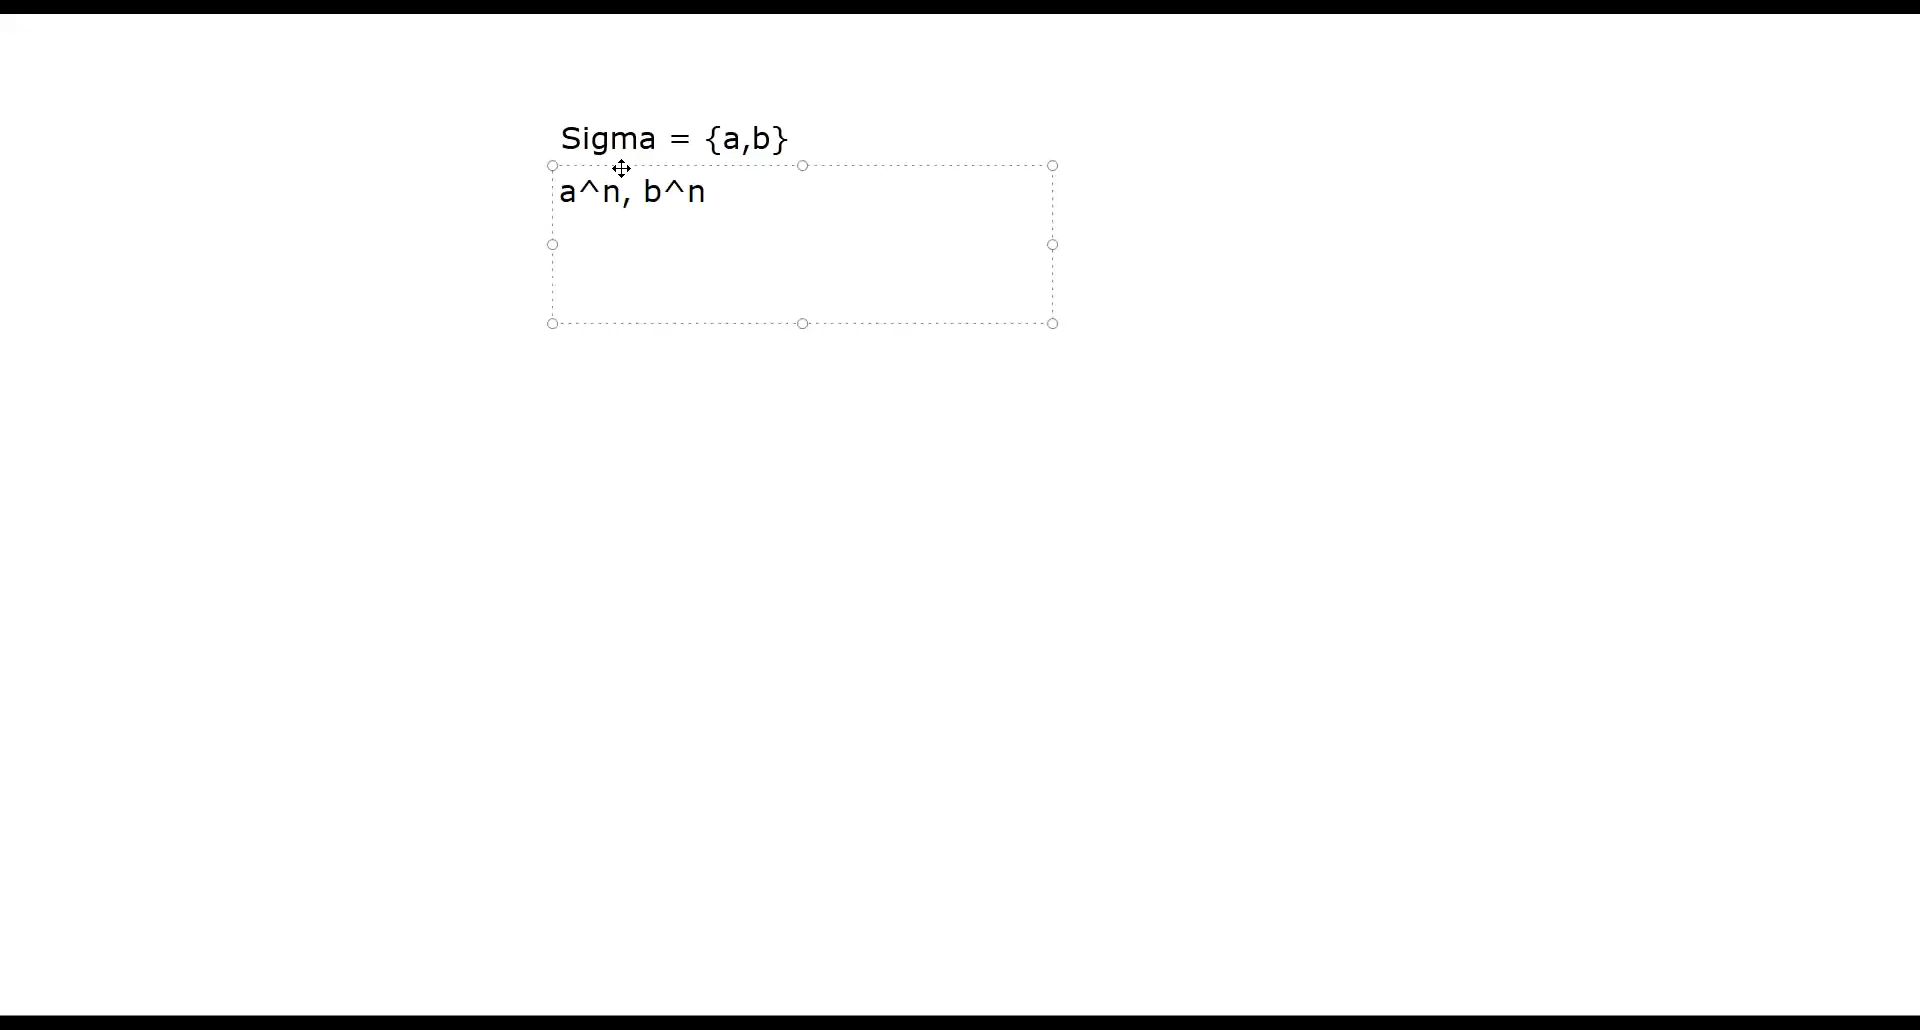 Sigma = {a,b}
a^n, b^n